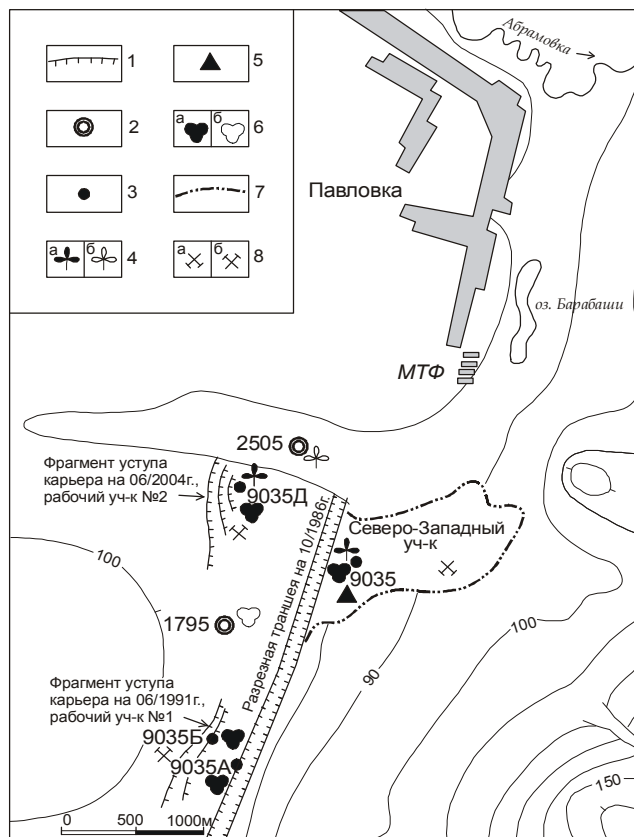 1
5
2
а
б
6
3
7
а
б
4
а
б
8
Абрамовка
Павловка
оз. Барабаши
МТФ
2505
Фрагмент уступа
карьера на 06/2004г.,
рабочий уч-к №2
9035Д
Разрезная траншея на 10/1986г.
Северо-Западный
уч-к
9035
100
1795
100
90
Фрагмент уступа
карьера на 06/1991г.,
рабочий уч-к №1
9035Б
9035А
150
0 500 1000м